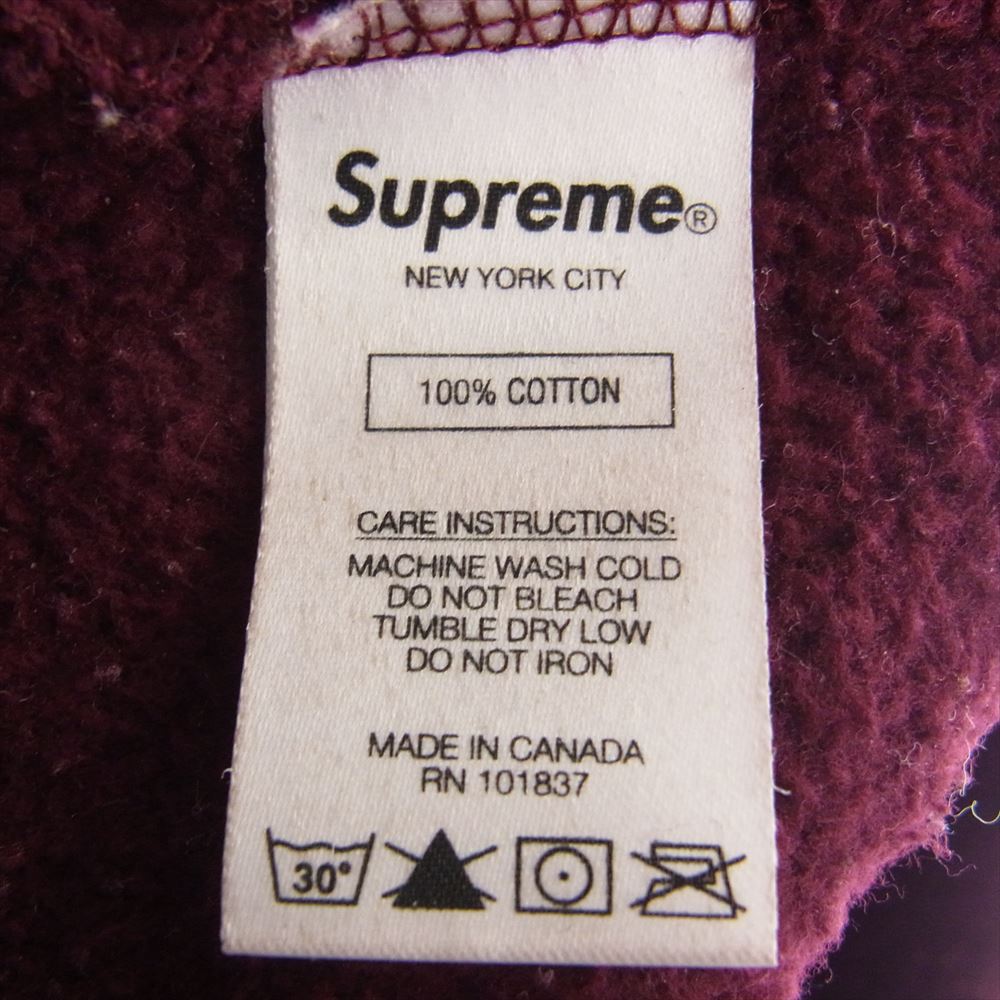 Supreme®
NEW YORK CITY
100% COTTON
CARE INSTRUCTIONS:
MACHINE WASH COLD
DO NOT BLEACH
TUMBLE DRY LOW
DO NOT IRON
MADE IN CANADA
RN 101837
30°